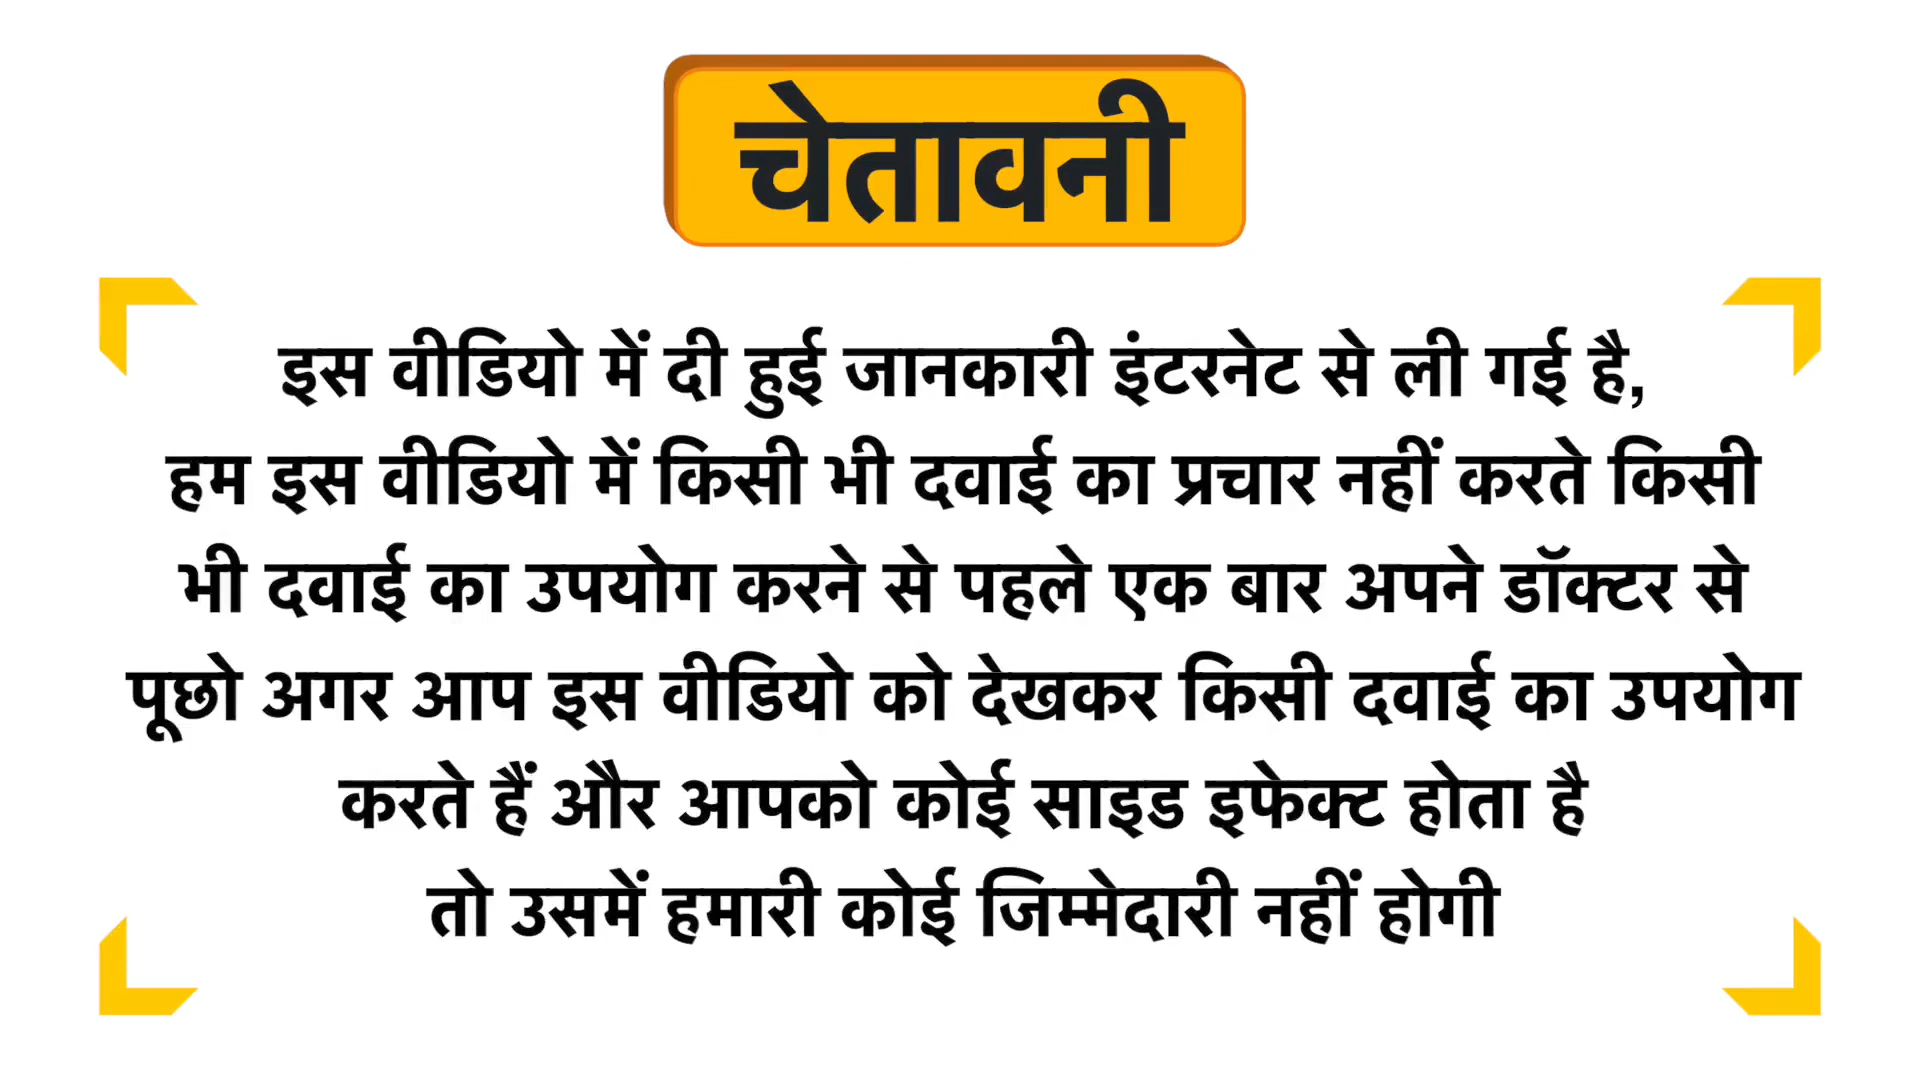 चेतावनी
इस वीडियो में दी हुई जानकारी इंटरनेट से ली गई है,
हम इस वीडियो में किसी भी दवाई का प्रचार नहीं करते किसी
भी दवाई का उपयोग करने से पहले एक बार अपने डॉक्टर से
पूछो अगर आप इस वीडियो को देखकर किसी दवाई का उपयोग
करते हैं और आपको कोई साइड इफेक्ट होता है
तो उसमें हमारी कोई जिम्मेदारी नहीं होगी